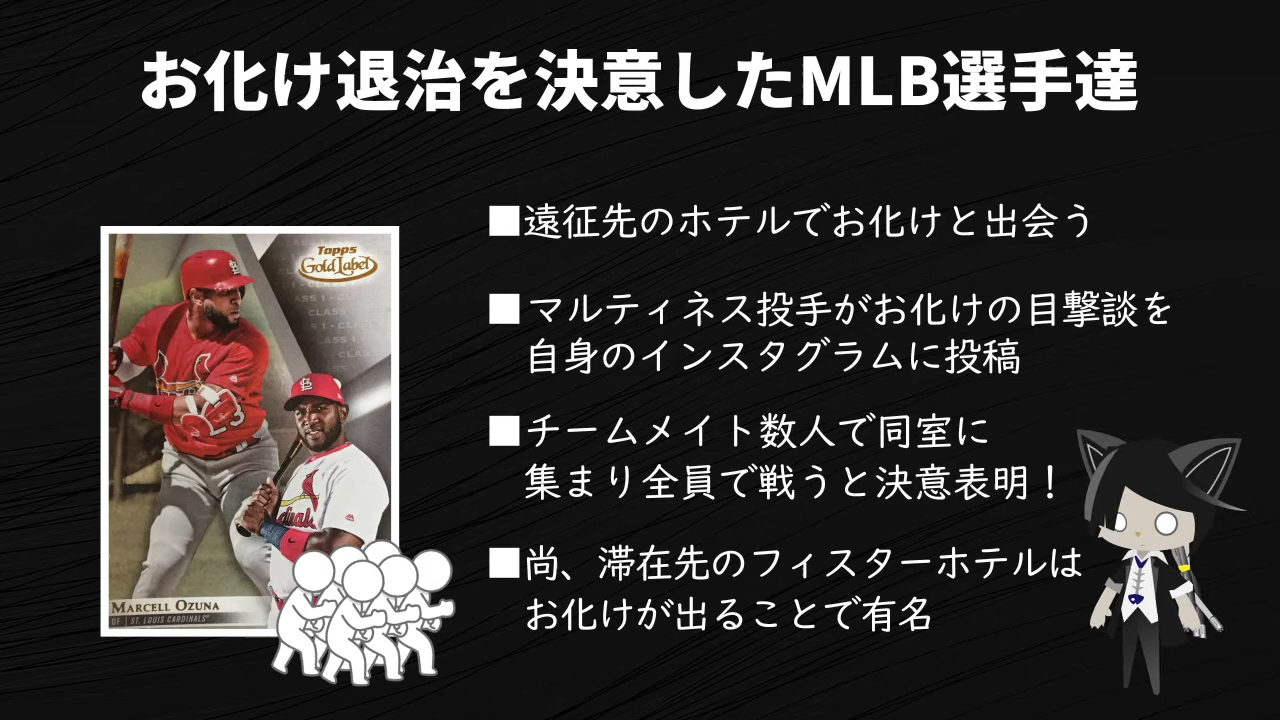 お化け退治を決意したMLB選手達
■遠征先のホテルでお化けと出会う
■マルティネス投手がお化けの目撃談を
自身のインスタグラムに投稿
■チームメイト数人で同室に
集まり全員で戦うと決意表明！
■尚、滞在先のフィスターホテルは
お化けが出ることで有名
Topps
Gold Label
CLASS 1 - CLASS
23
dinals
MARCELL OZUNA
OF | ST. LOUIS CARDINALS®